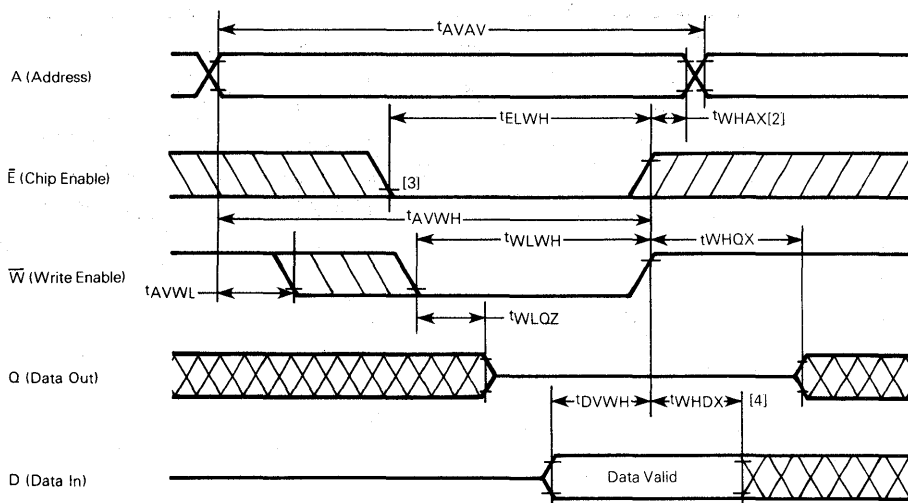 tAVAV
A (Address)
tELWH
tWHAX[2]
Ē (Chip Enable)
[3]
tAVWH
tWLWH
tWHQX
W̅ (Write Enable)
tAVWL
tWLQZ
Q (Data Out)
tDVWH
tWHDX
[4]
D (Data In)
Data Valid